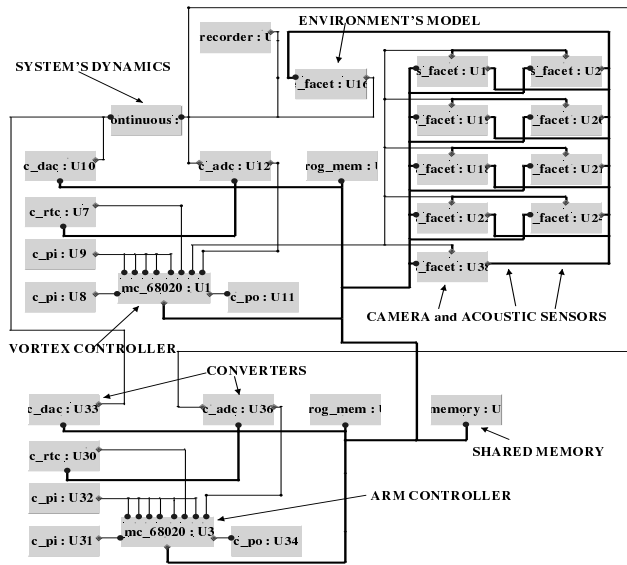 ENVIRONMENT'S MODEL
recorder : U
SYSTEM'S DYNAMICS
_facet : U16
s_facet : U1
s_facet : U2
ontinuous :
_facet : U19
_facet : U20
c_dac : U10
c_adc : U12
rog_mem : U
_facet : U18
_facet : U21
c_rtc : U7
_facet : U22
_facet : U23
c_pi : U9
_facet : U38
c_pi : U8
mc_68020 : U1
c_po : U11
CAMERA and ACOUSTIC SENSORS
VORTEX CONTROLLER
CONVERTERS
c_dac : U33
c_adc : U36
rog_mem : U
memory : U
c_rtc : U30
SHARED MEMORY
c_pi : U32
ARM CONTROLLER
c_pi : U31
mc_68020 : U3
c_po : U34